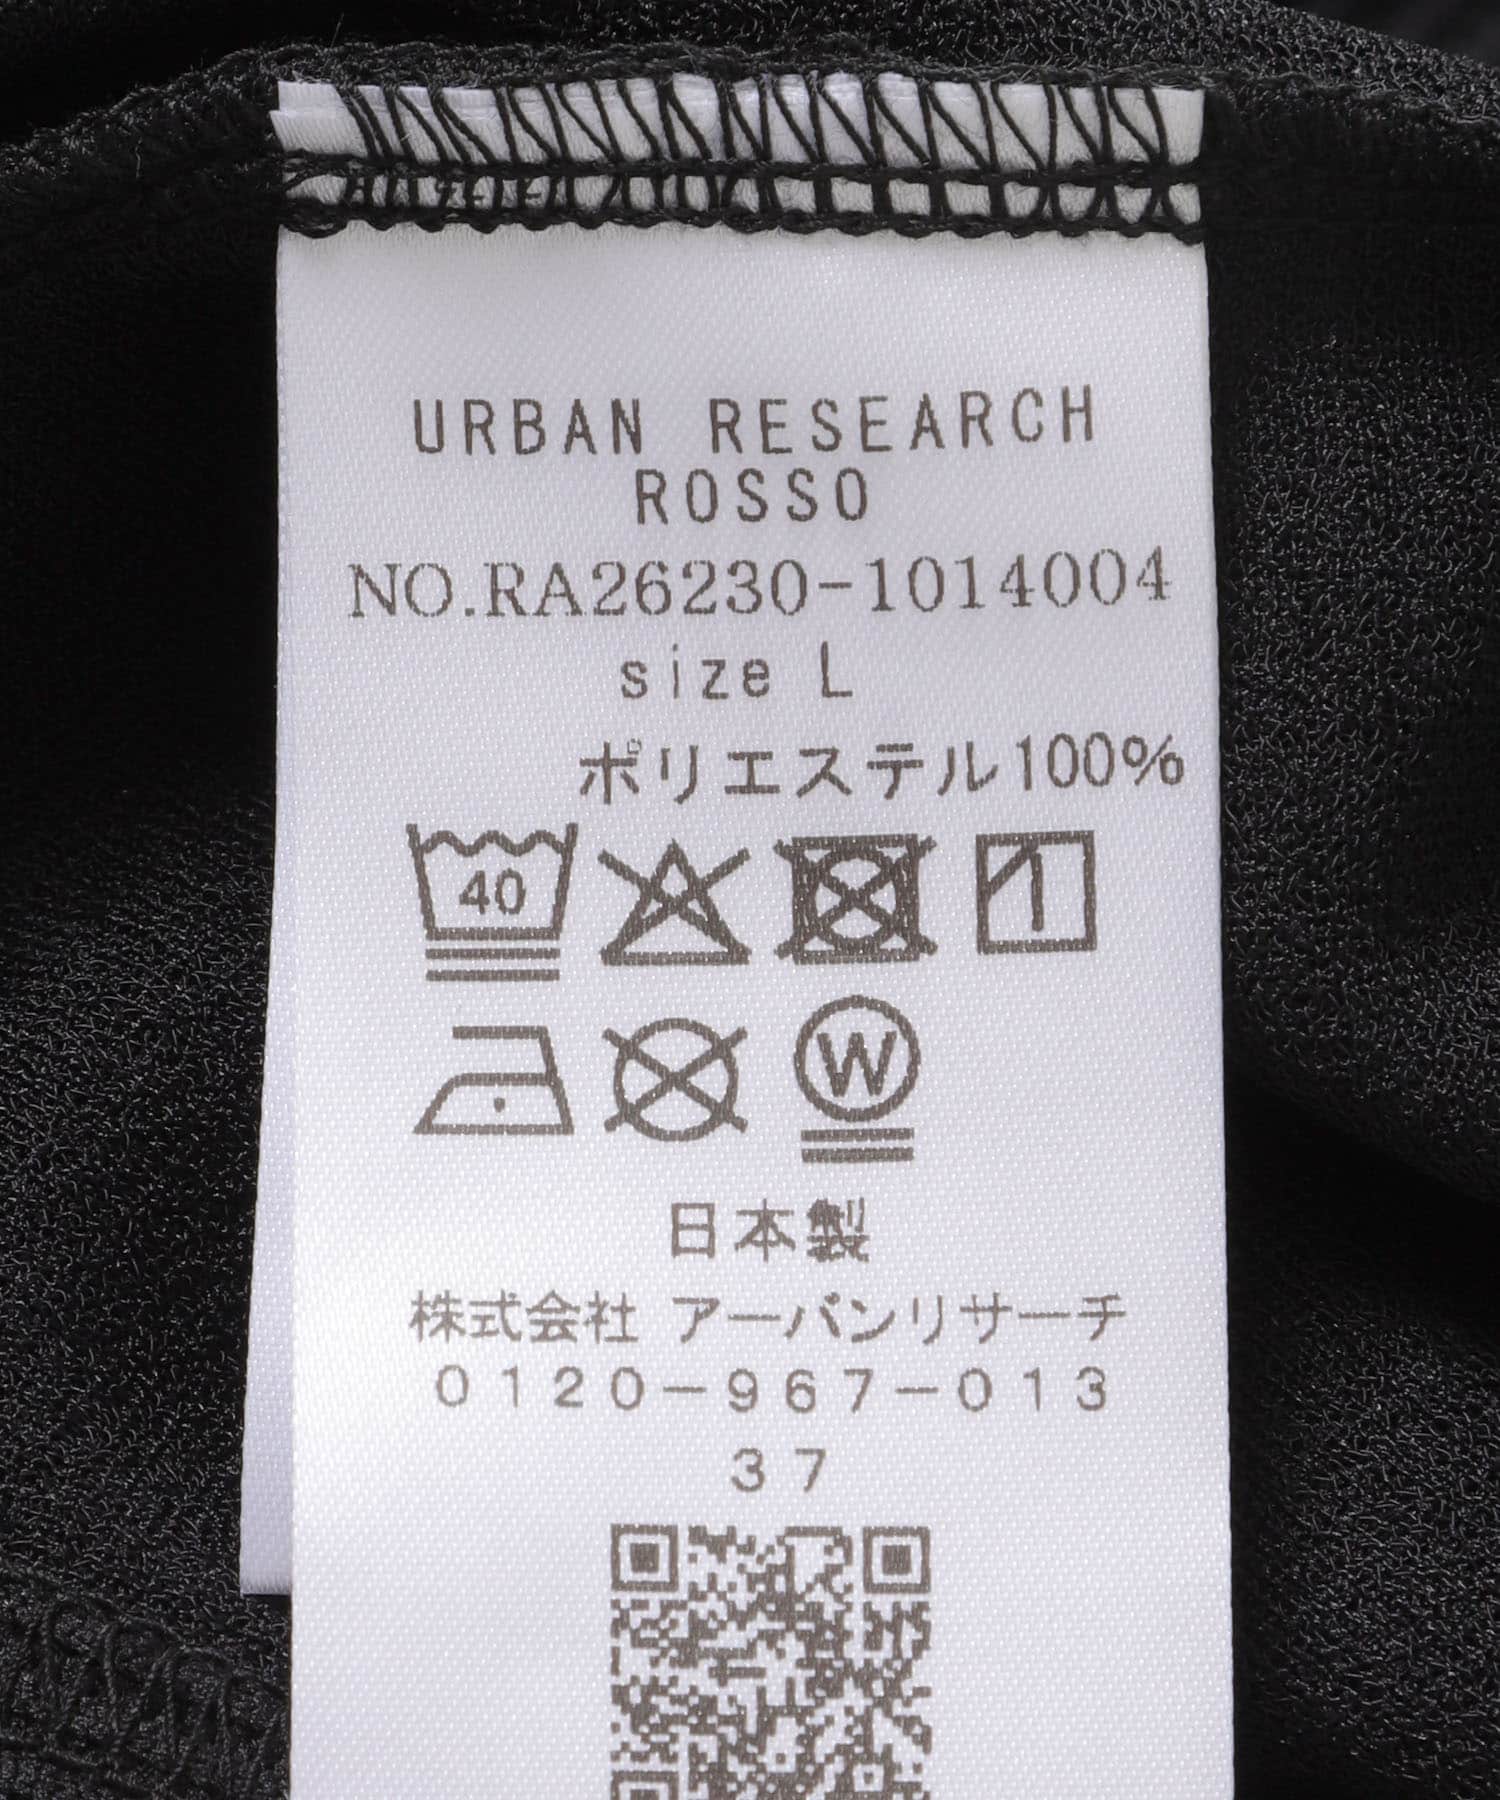 URBAN RESEARCH
ROSSO
NO.RA26230-1014004
size L
ポリエステル100%
40
W
日本製
株式会社 アーバンリサーチ
0120-967-013
37